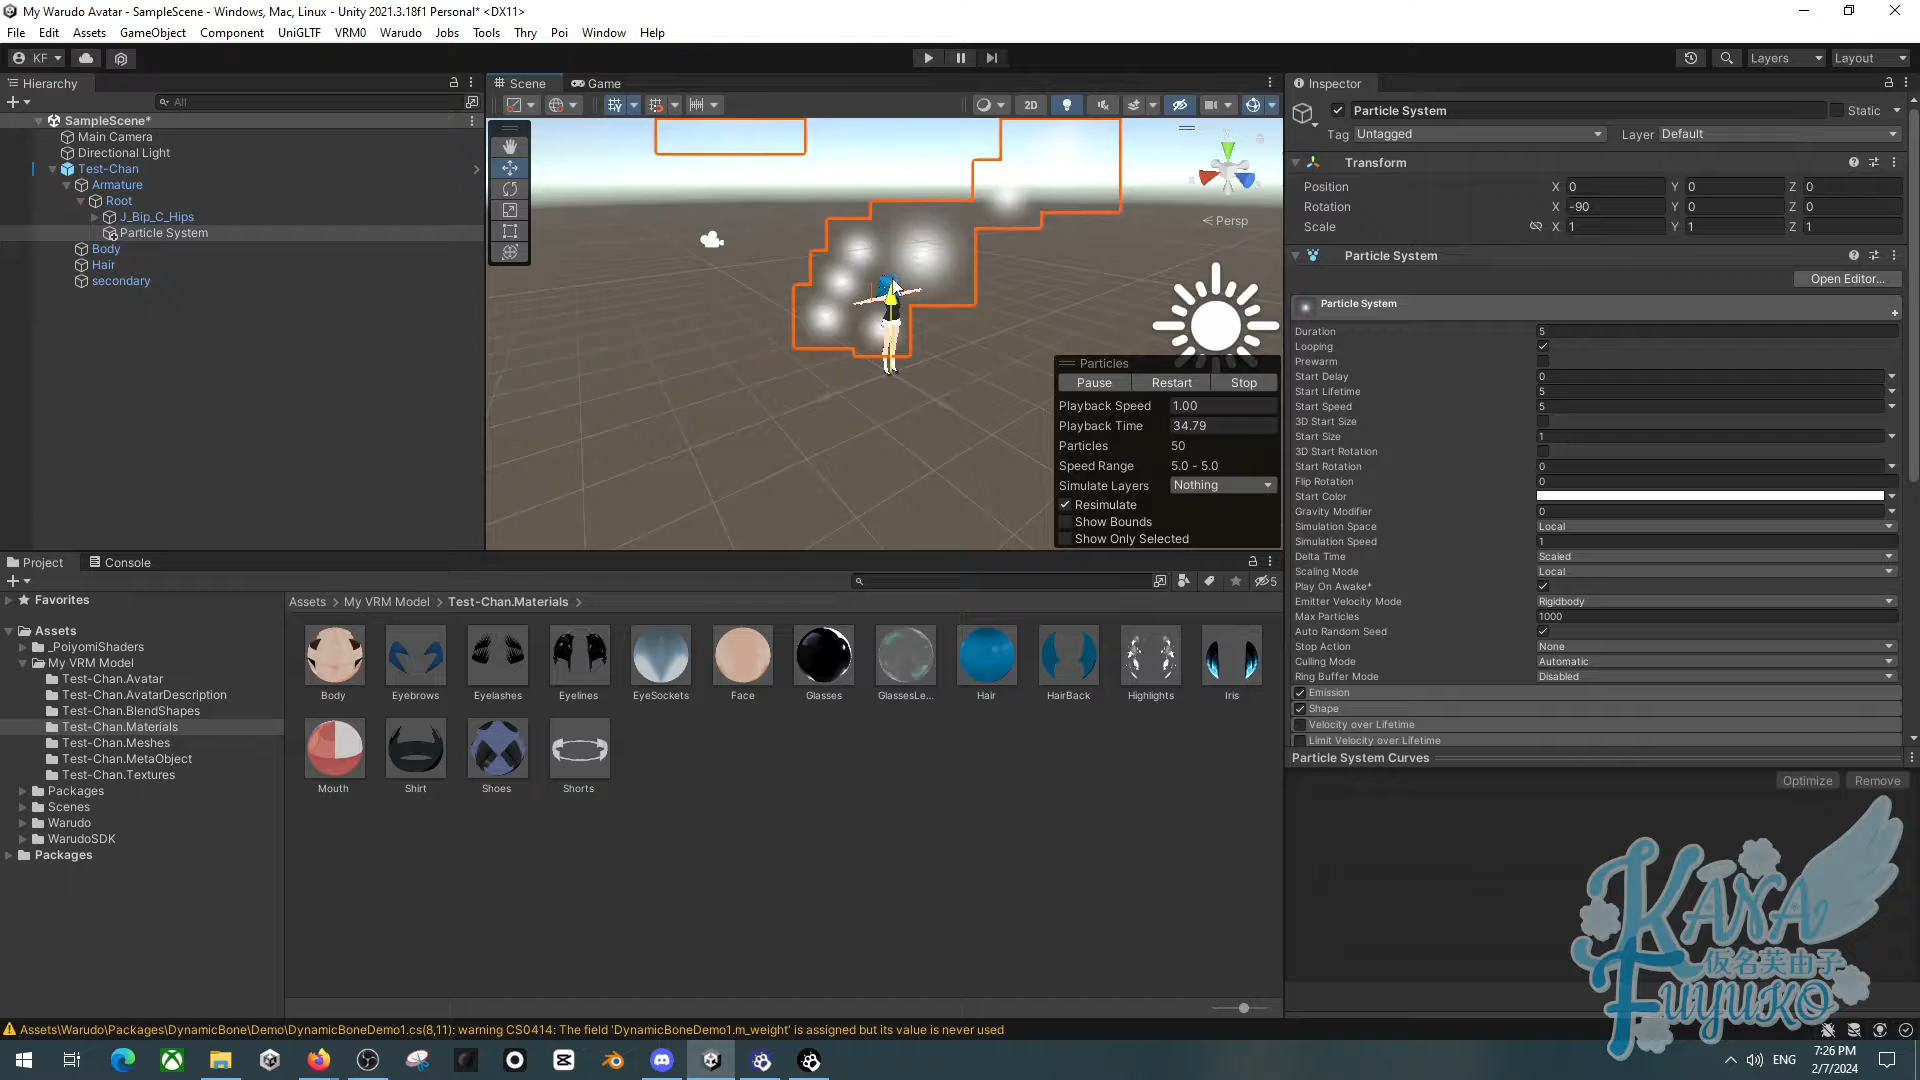 My Warudo Avatar - SampleScene - Windows, Mac, Linux - Unity 2021.3.18f1 Personal* <DX11>
File Edit Assets GameObject Component UniGLTF VRM0 Warudo Jobs Tools Thry Poi Window Help
KF Layers Layout
Hierarchy
All
SampleScene*
Main Camera
Directional Light
Test-Chan
Armature
Root
J_Bip_C_Hips
Particle System
Body
Hair
secondary
Scene Game
2D
Persp
Particles
Pause Restart Stop
Playback Speed 1.00
Playback Time 34.79
Particles 50
Speed Range 5.0 - 5.0
Simulate Layers Nothing
Resimulate
Show Bounds
Show Only Selected
Inspector
Particle System Static
Tag Untagged Layer Default
Transform
Position X 0 Y 0 Z 0
Rotation X -90 Y 0 Z 0
Scale X 1 Y 1 Z 1
Particle System
Open Editor...
Particle System
Duration 5
Looping
Prewarm
Start Delay 0
Start Lifetime 5
Start Speed 5
3D Start Size
Start Size 1
3D Start Rotation
Start Rotation 0
Flip Rotation 0
Start Color
Gravity Modifier 0
Simulation Space Local
Simulation Speed 1
Delta Time Scaled
Scaling Mode Local
Play On Awake*
Emitter Velocity Mode Rigidbody
Max Particles 1000
Auto Random Seed
Stop Action None
Culling Mode Automatic
Ring Buffer Mode Disabled
Emission
Shape
Velocity over Lifetime
Limit Velocity over Lifetime
Particle System Curves
Optimize Remove
Project Console
5
Favorites
Assets
_PoiyomiShaders
My VRM Model
Test-Chan.Avatar
Test-Chan.AvatarDescription
Test-Chan.BlendShapes
Test-Chan.Materials
Test-Chan.Meshes
Test-Chan.MetaObject
Test-Chan.Textures
Packages
Scenes
Warudo
WarudoSDK
Packages
Assets > My VRM Model > Test-Chan.Materials >
Body Eyebrows Eyelashes Eyelines EyeSockets Face Glasses GlassesLe... Hair HairBack Highlights Iris
Mouth Shirt Shoes Shorts
Assets\Warudo\Packages\DynamicBone\Demo\DynamicBoneDemo1.cs(8,11): warning CS0414: The field 'DynamicBoneDemo1.m_weight' is assigned but its value is never used
KANA
仮名芙由子
FUYUKO
ENG
7:26 PM
2/7/2024